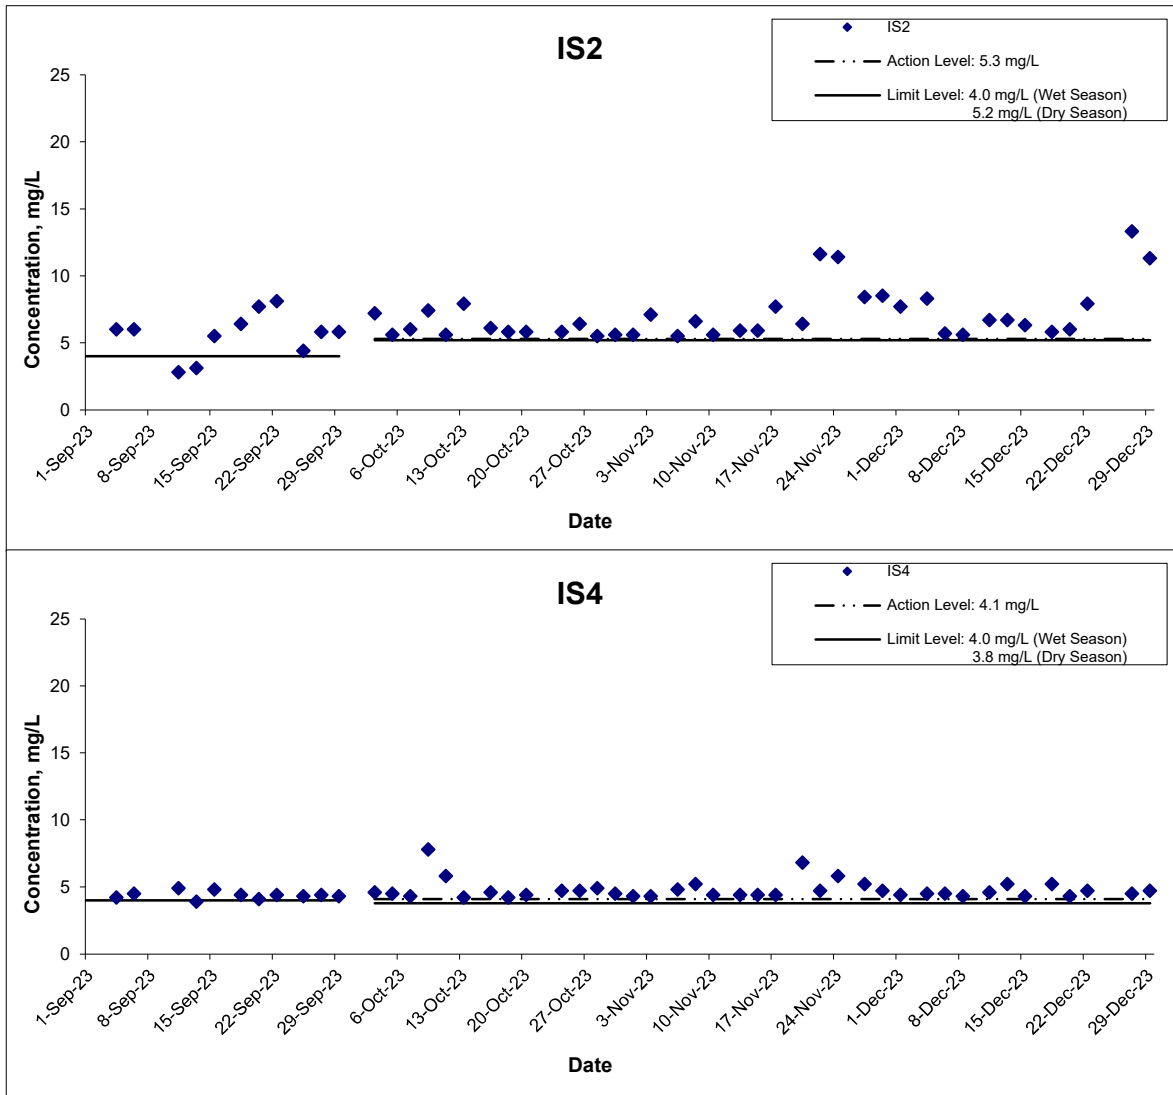 IS2
IS2
Action Level: 5.3 mg/L
Limit Level: 4.0 mg/L (Wet Season)
5.2 mg/L (Dry Season)
Concentration, mg/L
25
20
15
10
5
0
1-Sep-23
8-Sep-23
15-Sep-23
22-Sep-23
29-Sep-23
6-Oct-23
13-Oct-23
20-Oct-23
27-Oct-23
3-Nov-23
10-Nov-23
17-Nov-23
24-Nov-23
1-Dec-23
8-Dec-23
15-Dec-23
22-Dec-23
29-Dec-23
Date
IS4
IS4
Action Level: 4.1 mg/L
Limit Level: 4.0 mg/L (Wet Season)
3.8 mg/L (Dry Season)
Concentration, mg/L
25
20
15
10
5
0
1-Sep-23
8-Sep-23
15-Sep-23
22-Sep-23
29-Sep-23
6-Oct-23
13-Oct-23
20-Oct-23
27-Oct-23
3-Nov-23
10-Nov-23
17-Nov-23
24-Nov-23
1-Dec-23
8-Dec-23
15-Dec-23
22-Dec-23
29-Dec-23
Date